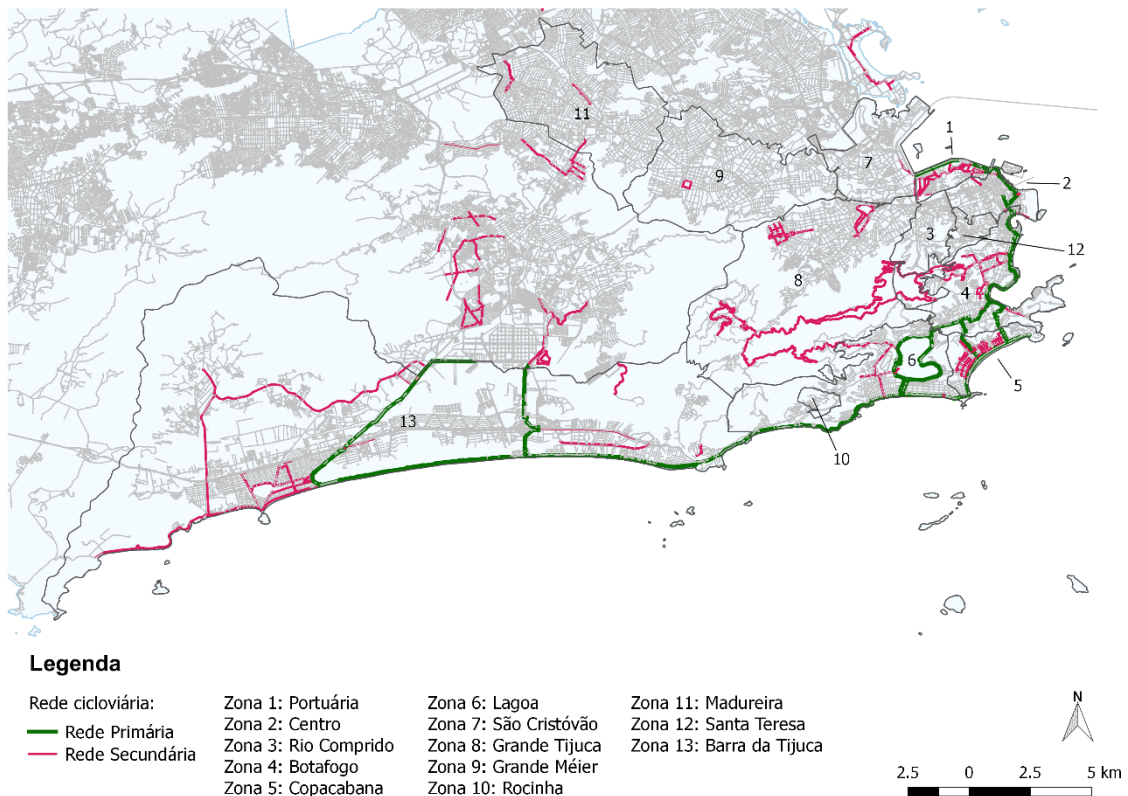 1
11
7
9
2
3
12
8
4
6
5
13
10
Legenda
Rede cicloviária:
Rede Primária
Rede Secundária
Zona 1: Portuária
Zona 2: Centro
Zona 3: Rio Comprido
Zona 4: Botafogo
Zona 5: Copacabana
Zona 6: Lagoa
Zona 7: São Cristóvão
Zona 8: Grande Tijuca
Zona 9: Grande Méier
Zona 10: Rocinha
Zona 11: Madureira
Zona 12: Santa Teresa
Zona 13: Barra da Tijuca
N
2.5 0 2.5 5 km